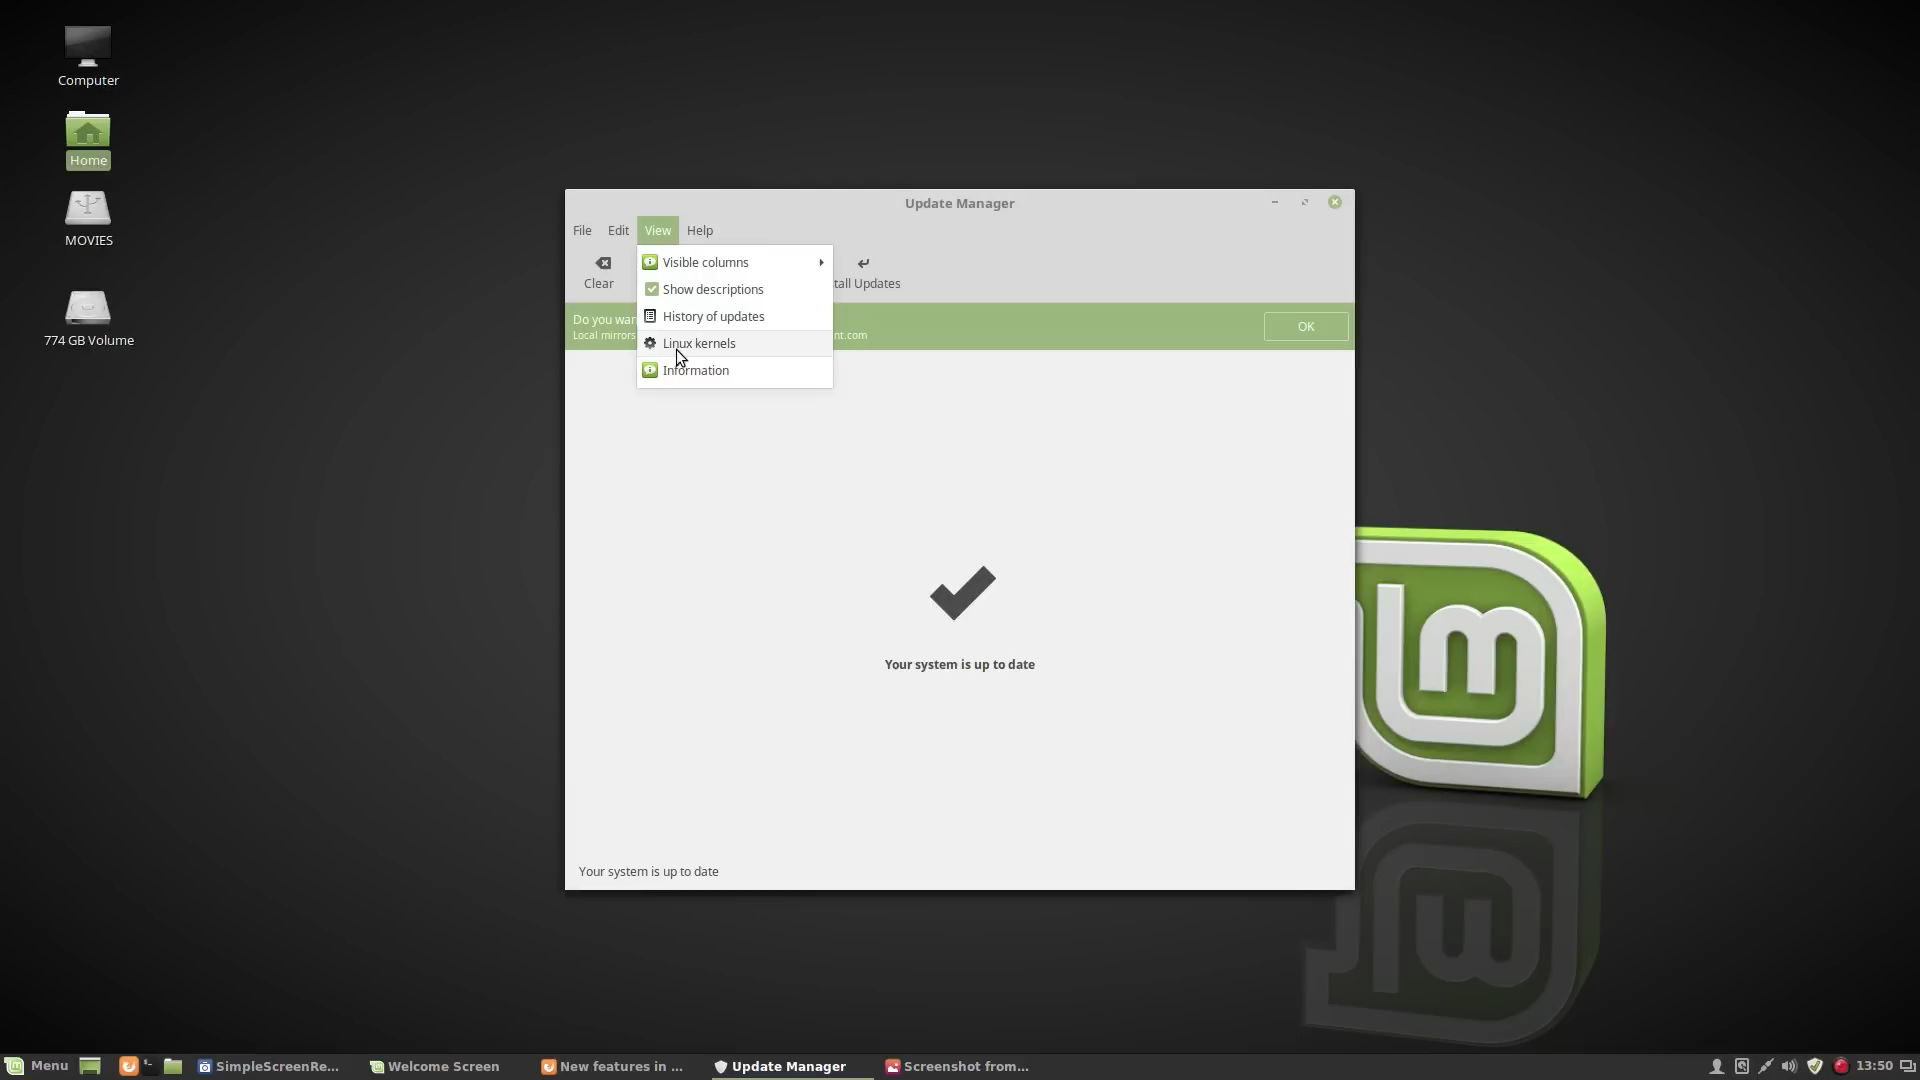 Computer
Home
MOVIES
774 GB Volume
Update Manager
File Edit View Help
Clear
tall Updates
Visible columns
Show descriptions
History of updates
Linux kernels
Information
Do you
Local mirrors
nt.com
OK
Your system is up to date
Your system is up to date
Menu
SimpleScreenRe...
Welcome Screen
New features in ...
Update Manager
Screenshot from...
13:50